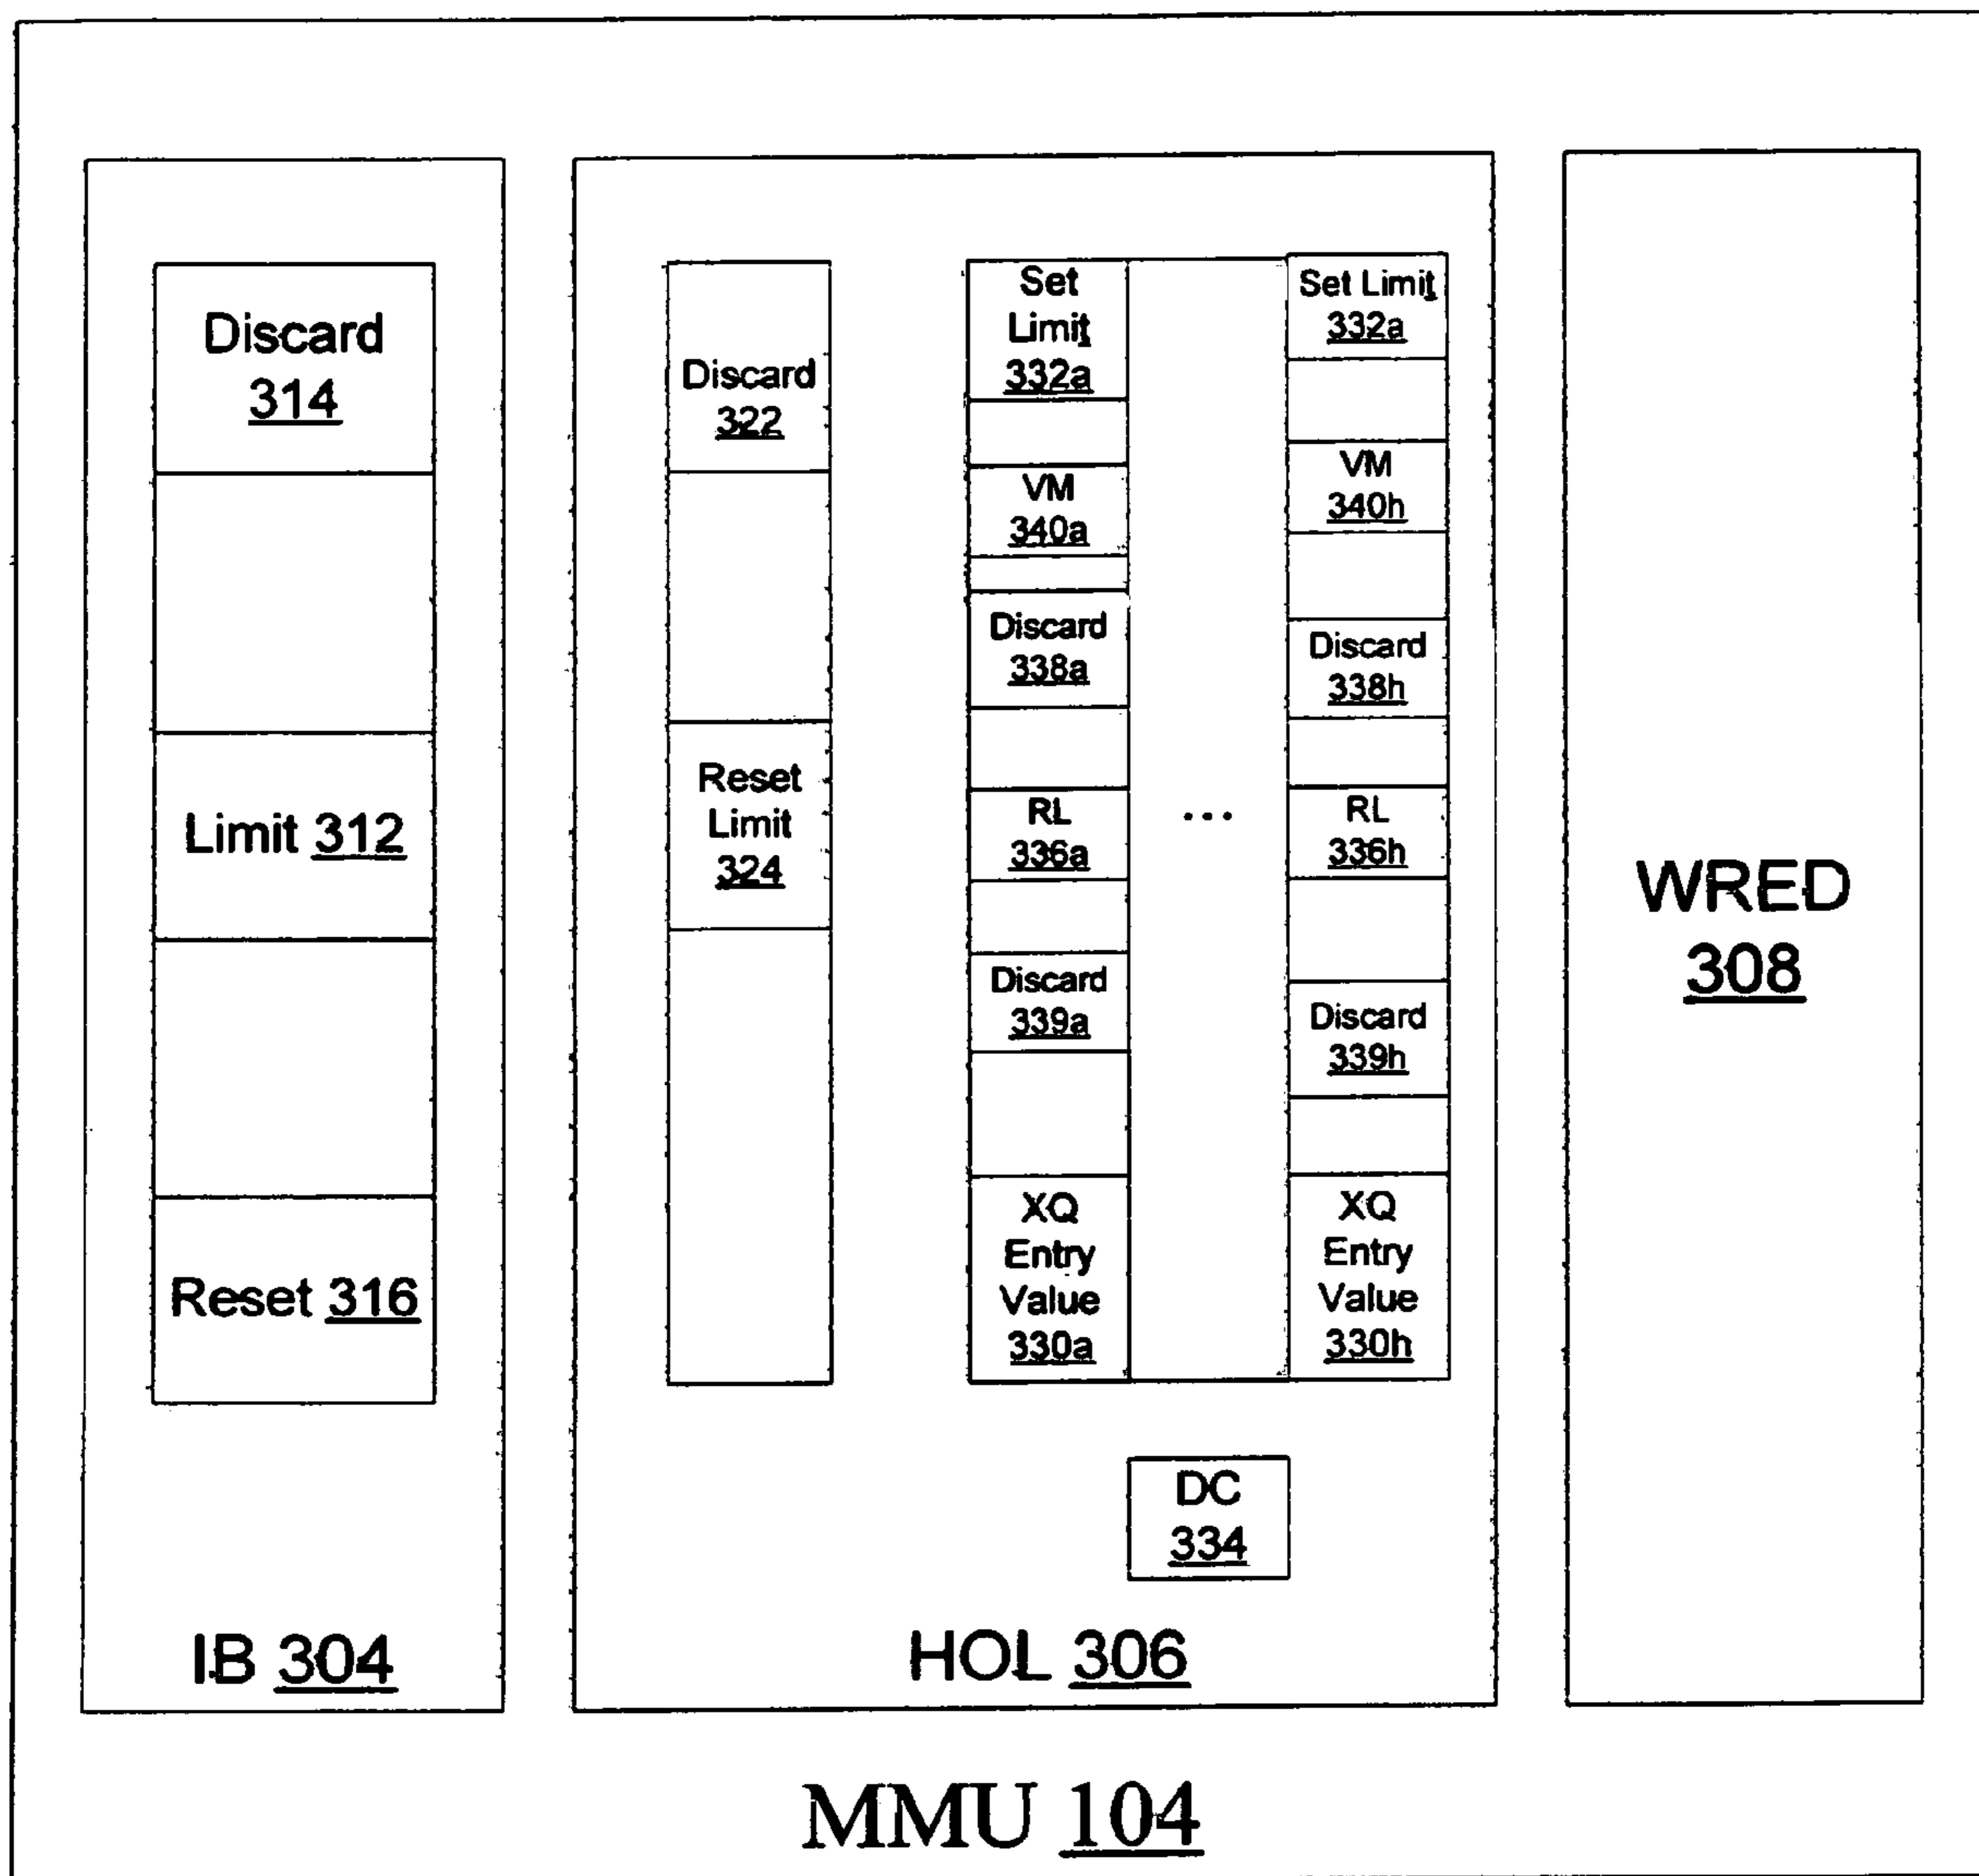 Discard
314
Limit 312
Reset 316
IB 304
Discard
322
Reset
Limit
324
Set
Limit
332a
VM
340a
Discard
338a
RL
336a
Discard
339a
XQ
Entry
Value
330a
...
Set Limit
332a
VM
340h
Discard
338h
RL
336h
Discard
339h
XQ
Entry
Value
330h
DC
334
HOL 306
WRED
308
MMU 104